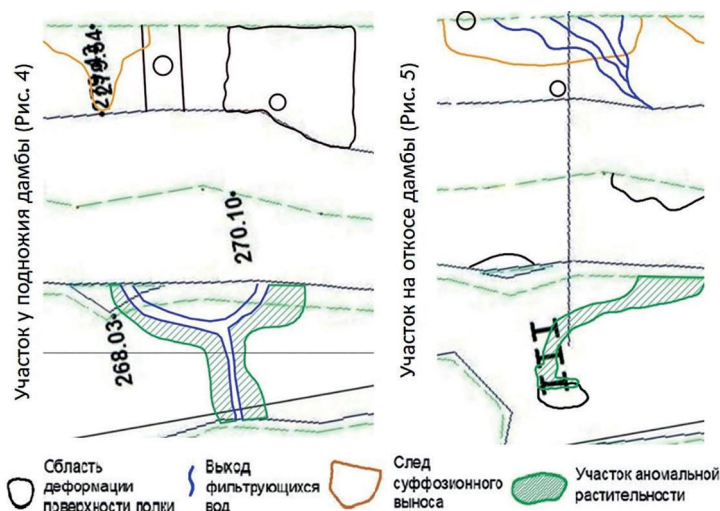 Участок у подножия дамбы (Рис. 4)
270.10
268.03
Участок на откосе дамбы (Рис. 5)
Область
деформации
поверхности полки
Выход
фильтрующихся
вод
След
суффозионного
выноса
Участок аномальной
растительности